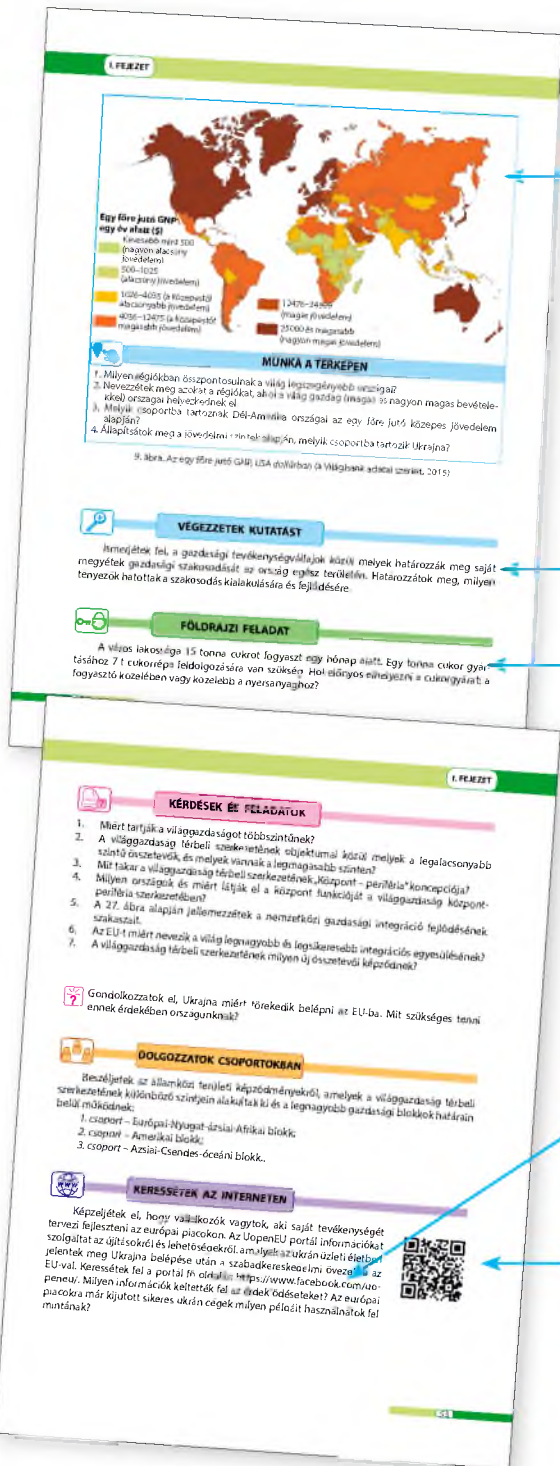 I. FEJEZET
Egy főre jutó GNP
egy év alatt ($)
Kevesebb mint 500
(nagyon alacsony
jövedelem)
500–1025
(alacsony jövedelem)
1026–4035 (a közepestől
alacsonyabb jövedelem)
4036–12475 (a közepestől
magasabb jövedelem)
12476–24999
(magas jövedelem)
25000 és magasabb
(nagyon magas jövedelem)
MUNKA A TÉRKÉPEN
1. Milyen régiókban összpontosulnak a világ legszegényebb országai?
2. Nevezzétek meg azokat a régiókat, ahol a világ gazdag (magas és nagyon magas bevétele-
kkel) országai helyezkednek el.
3. Melyik csoportba tartoznak Dél-Amerika országai az egy főre jutó közepes jövedelem
alapján?
4. Állapítsátok meg a jövedelmi szintek alapján, melyik csoportba tartozik Ukrajna?
9. ábra. Az egy főre jutó GNP, USA dollárban (a Világbank adatai szerint, 2015)
VÉGEZZETEK KUTATÁST
Ismerjétek fel, a gazdasági tevékenységvállajok közül melyek határozzák meg saját
megyétek gazdasági szakosodását az ország egész területén. Határozzátok meg, milyen
tényezők hatottak a szakosodás kialakulására és fejlődésére.
FÖLDRAJZI FELADAT
A város lakossága 15 tonna cukrot fogyaszt egy hónap alatt. Egy tonna cukor gyár-
tásához 7 t cukorrépa feldolgozására van szükség. Hol előnyös elhelyezni a cukorgyárat: a
fogyasztó közelében vagy közelebb a nyersanyaghoz?
I. FEJEZET
KÉRDÉSEK ÉS FELADATOK
1. Miért tartják a világgazdaságot többszintűnek?
2. A világgazdaság térbeli szerkezetének objektumai közül melyek a legalacsonyabb
szintű összetevők, és melyek vannak a legmagasabb szinten?
3. Mit takar a világgazdaság térbeli szerkezetének „Központ – periféria" koncepciója?
4. Milyen országok és miért látják el a központ funkcióját a világgazdaság központ-
periféria szerkezetében?
5. A 27. ábra alapján jellemezzétek a nemzetközi gazdasági integráció fejlődésének
szakaszait.
6. Az EU-t miért nevezik a világ legnagyobb és legsikeresebb integrációs egyesülésének?
7. A világgazdaság térbeli szerkezetének milyen új összetevői képződnek?
Gondolkozzatok el, Ukrajna miért törekedik belépni az EU-ba. Mit szükséges tenni
ennek érdekében országunknak?
DOLGOZZATOK CSOPORTOKBAN
Beszéljetek az államközi területi képződményekről, amelyek a világgazdaság térbeli
szerkezetének különböző szintjein alakultak ki és a legnagyobb gazdasági blokkok határain
belül működnek:
1. csoport – Európai-Nyugat-ázsiai-Afrikai blokk;
2. csoport – Amerikai blokk;
3. csoport – Azsiai-Csendes-óceáni blokk..
WWW
KERESSÉTEK AZ INTERNETEN
Képzeljétek el, hogy vállalkozók vagytok, aki saját tevékenységét
tervezi fejleszteni az európai piacokon. Az UopenEU portál információkat
szolgáltat az újításokról és lehetőségekről, amelyek az ukrán üzleti életben
jelentek meg Ukrajna belépése után a szabadkereskedelmi övezetbe az
EU-val. Keressétek fel a portál fő oldalát: https://www.facebook.com/uo-
peneu/. Milyen információk keltették fel az érdeklődéseteket? Az európai
piacokra már kijutott sikeres ukrán cégek milyen példáit használnátok fel
mintának?